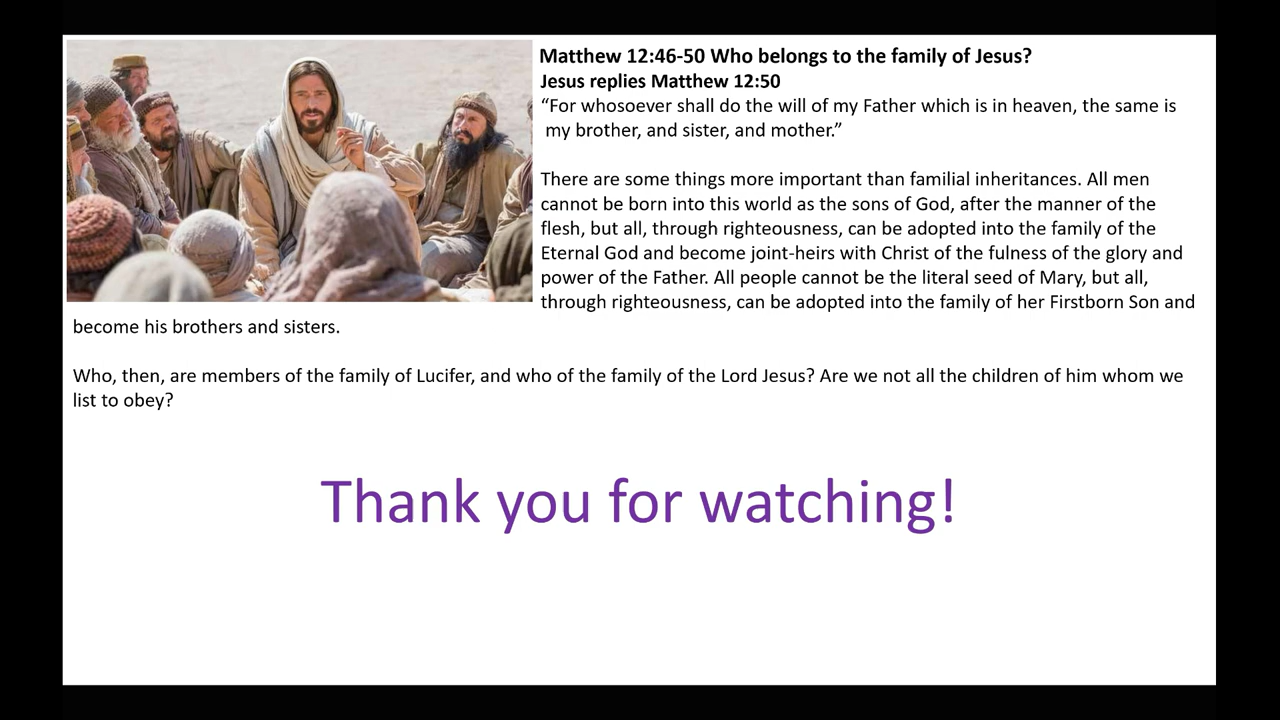 Matthew 12:46-50 Who belongs to the family of Jesus?
Jesus replies Matthew 12:50
“For whosoever shall do the will of my Father which is in heaven, the same is
my brother, and sister, and mother.”
There are some things more important than familial inheritances. All men
cannot be born into this world as the sons of God, after the manner of the
flesh, but all, through righteousness, can be adopted into the family of the
Eternal God and become joint-heirs with Christ of the fulness of the glory and
power of the Father. All people cannot be the literal seed of Mary, but all,
through righteousness, can be adopted into the family of her Firstborn Son and
become his brothers and sisters.
Who, then, are members of the family of Lucifer, and who of the family of the Lord Jesus? Are we not all the children of him whom we
list to obey?
Thank you for watching!